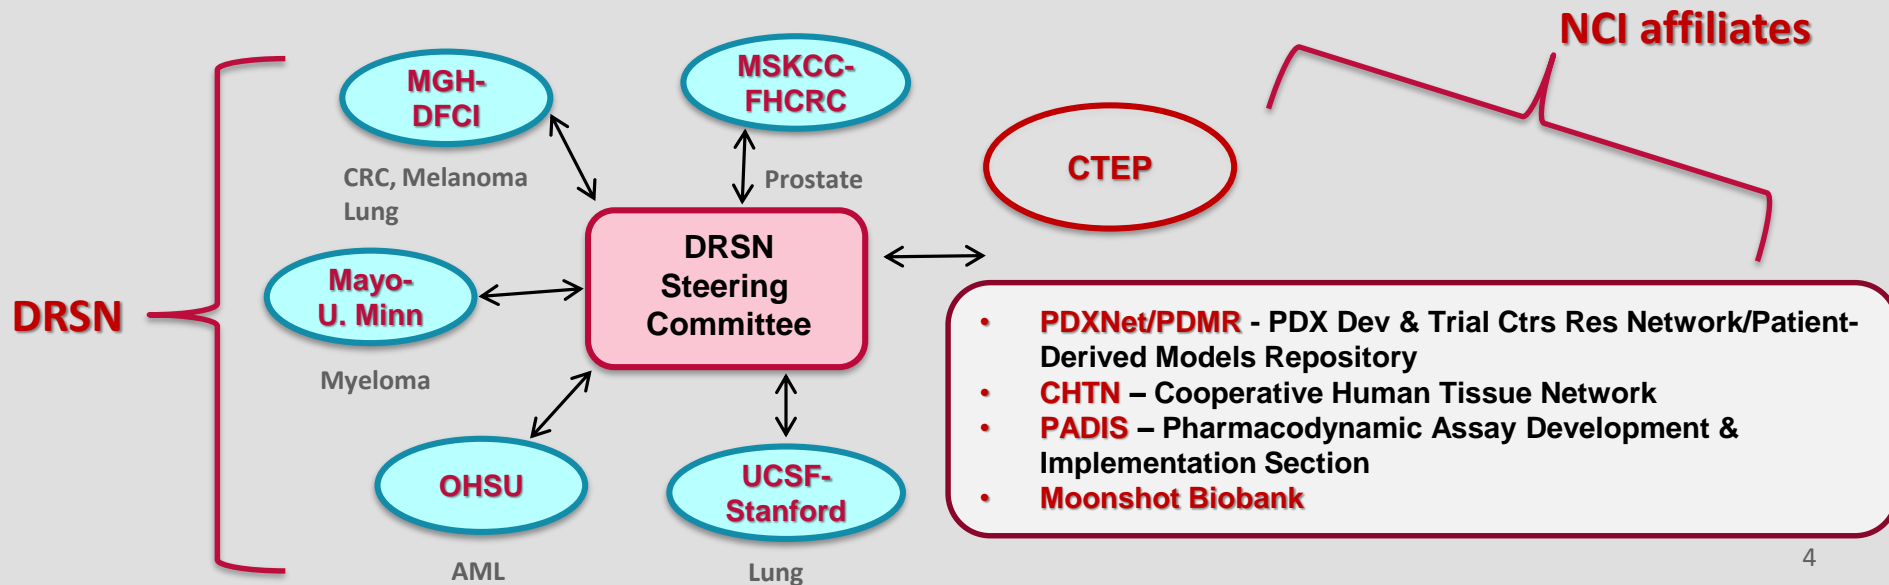 NCI affiliates
MGH-
DFCI
MSKCC-
FHCRC
CTEP
CRC, Melanoma
Lung
Prostate
DRSN
Mayo-
U. Minn
DRSN
Steering
Committee
Myeloma
• PDXNet/PDMR - PDX Dev & Trial Ctrs Res Network/Patient-
Derived Models Repository
• CHTN – Cooperative Human Tissue Network
• PADIS – Pharmacodynamic Assay Development &
Implementation Section
• Moonshot Biobank
OHSU
UCSF-
Stanford
AML
Lung
4